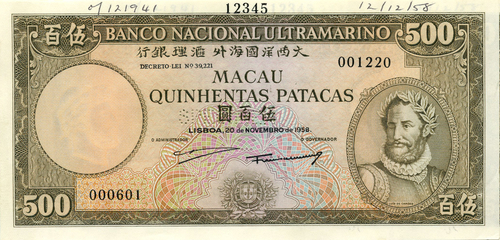 o/121941
12345
12/12/58
百伍 BANCO NACIONAL ULTRAMARINO 500
行銀理滙 外海國洋西大
DECRETO-LEI Nº 39,221
001220
MACAU
QUINHENTAS PATACAS
圓百伍
LISBOA, 20 de NOVEMBRO de 1958.
O ADMINISTRADOR
O GOVERNADOR
000601
500
百伍